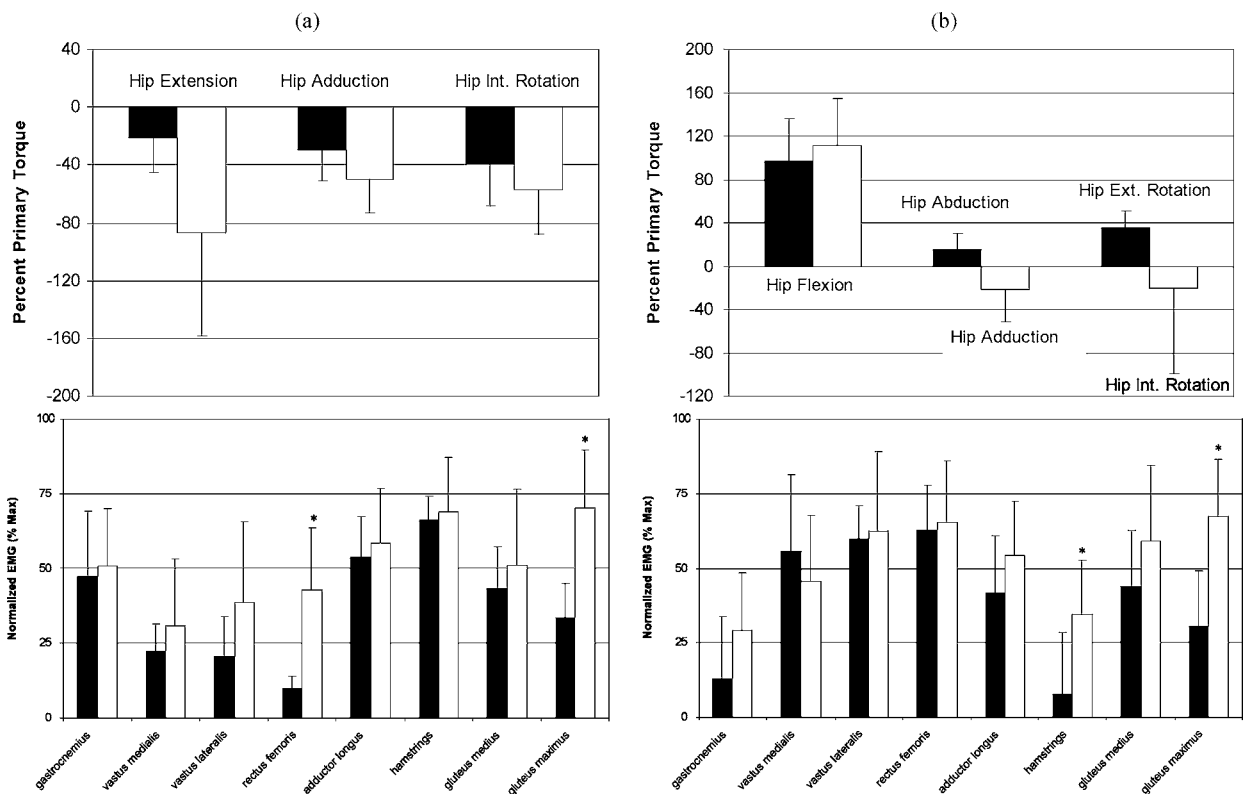 (a)
Percent Primary Torque
40
0
-40
-80
-120
-160
-200
Hip Extension
Hip Adduction
Hip Int. Rotation
(b)
Percent Primary Torque
200
160
120
80
40
0
-40
-80
-120
Hip Flexion
Hip Abduction
Hip Adduction
Hip Ext. Rotation
Hip Int. Rotation
Normalized EMG (% Max)
100
75
50
25
0
*
*
gastrocnemius
vastus medialis
vastus lateralis
rectus femoris
adductor longus
hamstrings
gluteus medius
gluteus maximus
Normalized EMG (% Max)
100
75
50
25
0
*
*
gastrocnemius
vastus medialis
vastus lateralis
rectus femoris
adductor longus
hamstrings
gluteus medius
gluteus maximus